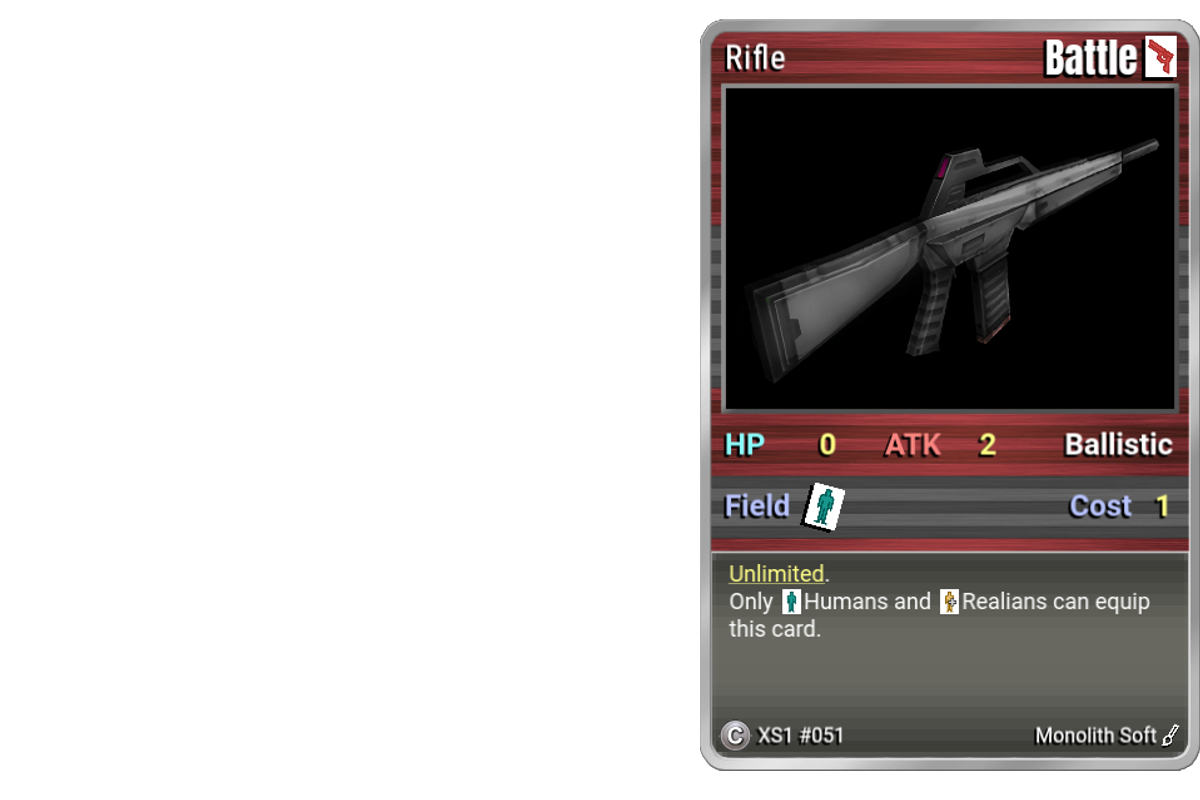 Rifle Battle
HP 0 ATK 2 Ballistic
Field Cost 1
Unlimited.
Only Humans and Realians can equip
this card.
C XS1 #051 Monolith Soft